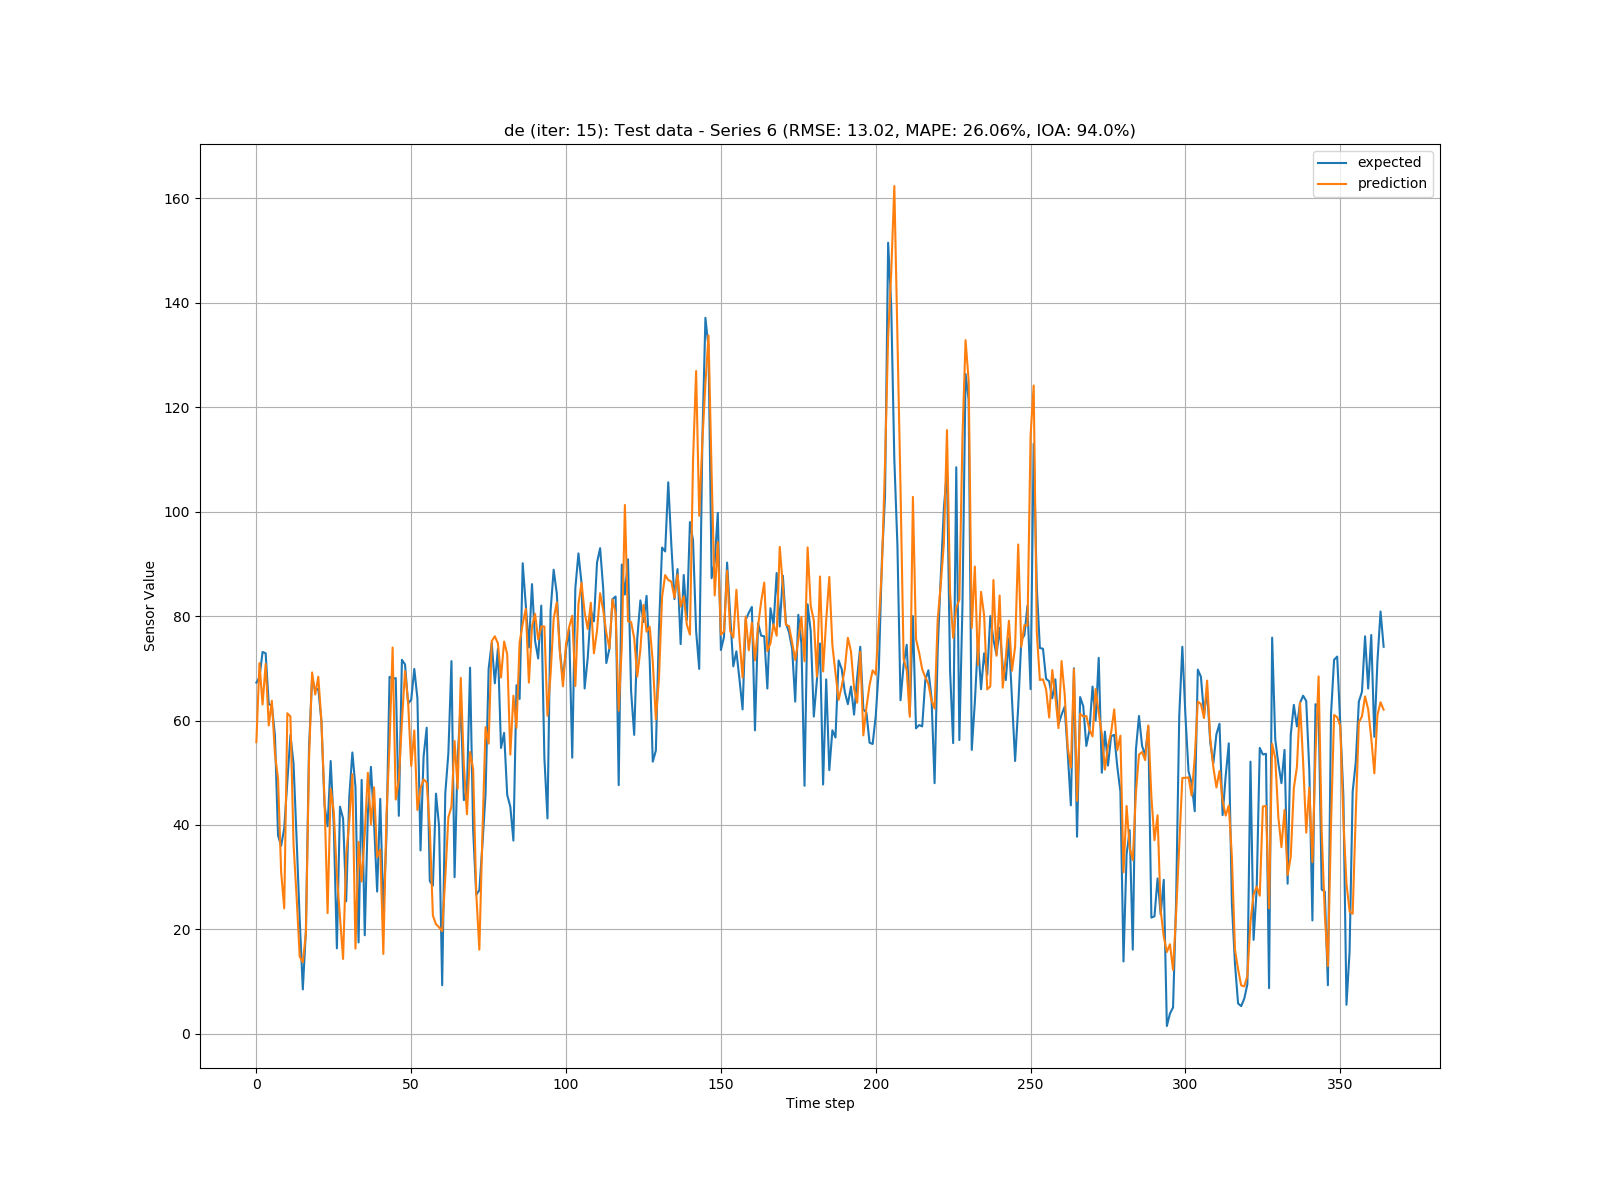 de (iter: 15): Test data - Series 6 (RMSE: 13.02, MAPE: 26.06%, IOA: 94.0%)
expected
prediction
160
140
120
100
80
60
40
20
0
Sensor Value
0 50 100 150 200 250 300 350
Time step